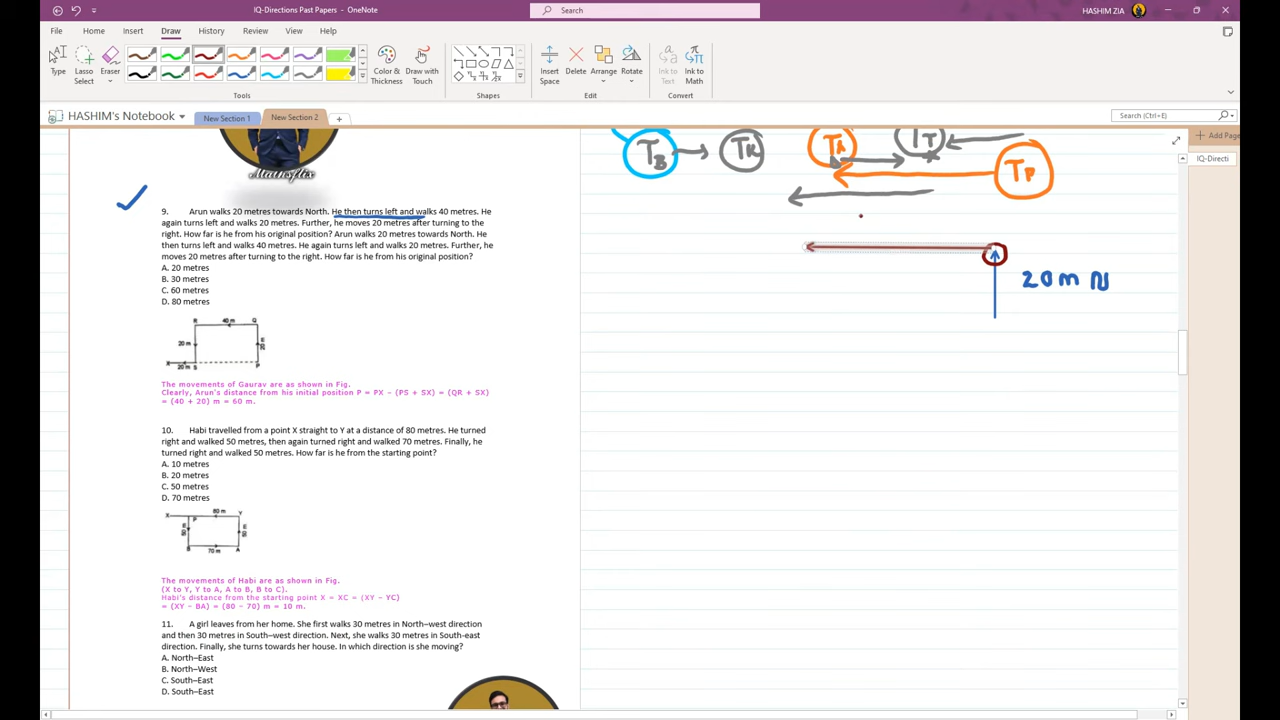 IQ-Directions Past Papers - OneNote
Search
HASHIM ZIA
File Home Insert Draw History Review View Help
Type
Lasso Select
Eraser
Color & Thickness
Draw with Touch
Insert Space
Delete
Arrange
Rotate
Ink to Text
Ink to Math
Tools
Shapes
Edit
Convert
HASHIM's Notebook
New Section 1
New Section 2
Search (Ctrl+E)
Add Page
IQ-Directi
Mainsflix
TB
TR
TP
9. Arun walks 20 metres towards North. He then turns left and walks 40 metres. He
again turns left and walks 20 metres. Further, he moves 20 metres after turning to the
right. How far is he from his original position? Arun walks 20 metres towards North. He
then turns left and walks 40 metres. He again turns left and walks 20 metres. Further, he
moves 20 metres after turning to the right. How far is he from his original position?
A. 20 metres
B. 30 metres
C. 60 metres
D. 80 metres
20m N
R 40 m Q
20 m
20 m
X 20 m S P
The movements of Gaurav are as shown in Fig.
Clearly, Arun's distance from his initial position P = PX – (PS + SX) = (QR + SX)
= (40 + 20) m = 60 m.
10. Habi travelled from a point X straight to Y at a distance of 80 metres. He turned
right and walked 50 metres, then again turned right and walked 70 metres. Finally, he
turned right and walked 50 metres. How far is he from the starting point?
A. 10 metres
B. 20 metres
C. 50 metres
D. 70 metres
X P 80 m Y
50 m
50 m
B 70 m A
The movements of Habi are as shown in Fig.
(X to Y, Y to A, A to B, B to C).
Habi's distance from the starting point X = XC = (XY – YC)
= (XY – BA) = (80 – 70) m = 10 m.
11. A girl leaves from her home. She first walks 30 metres in North–west direction
and then 30 metres in South–west direction. Next, she walks 30 metres in South-east
direction. Finally, she turns towards her house. In which direction is she moving?
A. North–East
B. North–West
C. South–East
D. South-East